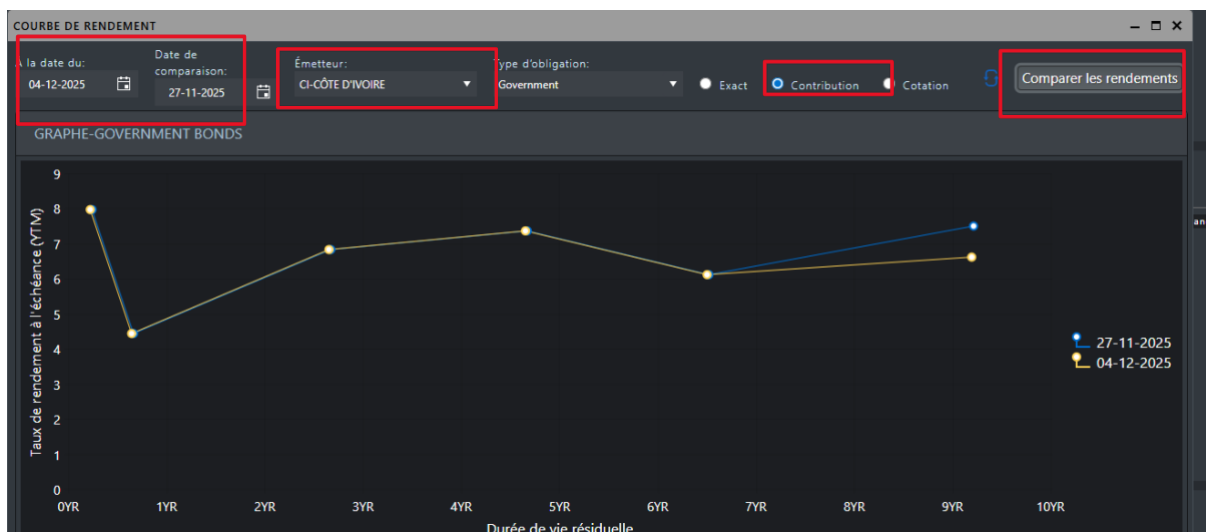 COURBE DE RENDEMENT
A la date du:
04-12-2025
Date de
comparaison:
27-11-2025
Émetteur:
CI-CÔTE D'IVOIRE
Type d'obligation:
Government
Exact
Contribution
Cotation
Comparer les rendements
GRAPHE-GOVERNMENT BONDS
Taux de rendement à l'échéance (YTM)
9
8
7
6
5
4
3
2
1
0
0YR 1YR 2YR 3YR 4YR 5YR 6YR 7YR 8YR 9YR 10YR
Durée de vie résiduelle
27-11-2025
04-12-2025
an